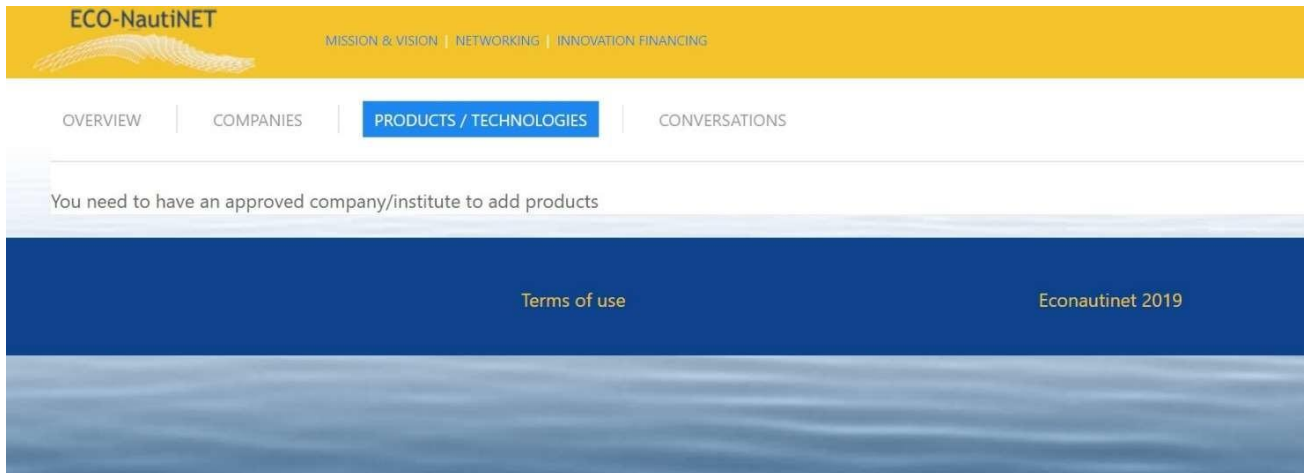 ECO-NautiNET
MISSION & VISION | NETWORKING | INNOVATION FINANCING
OVERVIEW COMPANIES PRODUCTS / TECHNOLOGIES CONVERSATIONS
You need to have an approved company/institute to add products
Terms of use Econautinet 2019